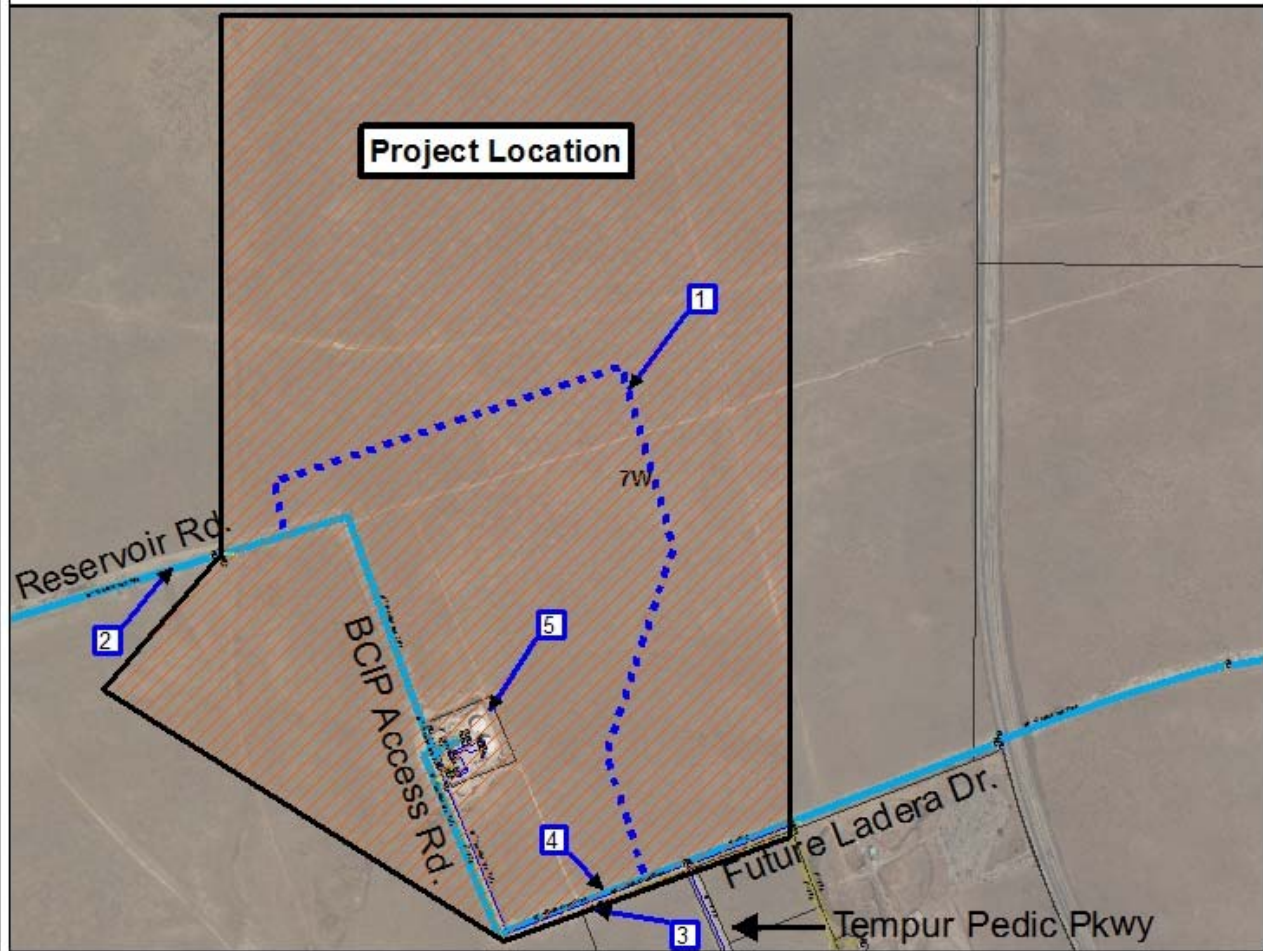 Project Location
1
7W
Reservoir Rd.
2
5
BCIP Access Rd.
4
3
Future Ladera Dr.
Tempur Pedic Pkwy